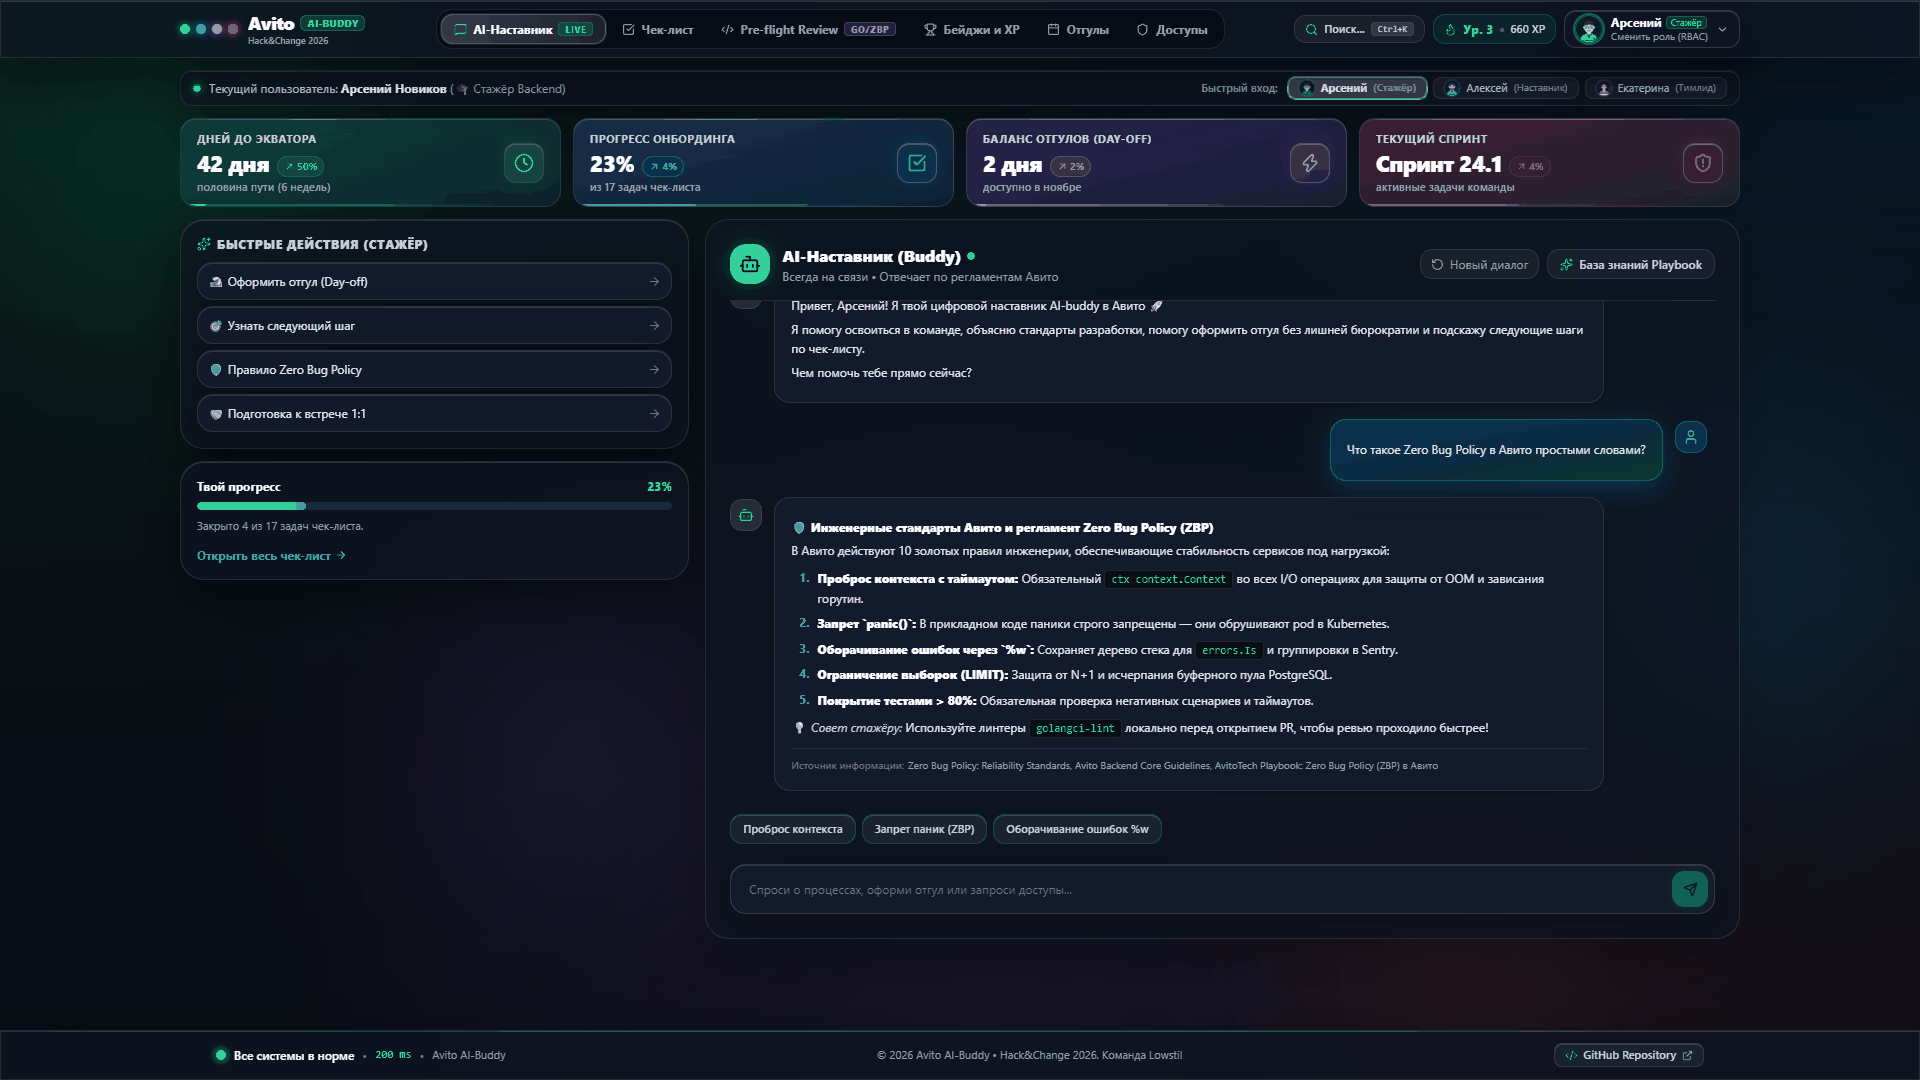 Avito AI-BUDDY
Hack&Change 2026
AI-Наставник LIVE
Чек-лист
Pre-flight Review GO/ZBP
Бейджи и XP
Отгулы
Доступы
Поиск... Ctrl+K
Ур. 3 • 660 XP
Арсений Стажёр
Сменить роль (RBAC)
Текущий пользователь: Арсений Новиков ( Стажёр Backend)
Быстрый вход:
Арсений (Стажёр)
Алексей (Наставник)
Екатерина (Тимлид)
ДНЕЙ ДО ЭКВАТОРА
42 дня ↗ 50%
половина пути (6 недель)
ПРОГРЕСС ОНБОРДИНГА
23% ↗ 4%
из 17 задач чек-листа
БАЛАНС ОТГУЛОВ (DAY-OFF)
2 дня ↗ 2%
доступно в ноябре
ТЕКУЩИЙ СПРИНТ
Спринт 24.1 ↗ 4%
активные задачи команды
БЫСТРЫЕ ДЕЙСТВИЯ (СТАЖЁР)
Оформить отгул (Day-off) →
Узнать следующий шаг →
Правило Zero Bug Policy →
Подготовка к встрече 1:1 →
Твой прогресс 23%
Закрыто 4 из 17 задач чек-листа.
Открыть весь чек-лист →
AI-Наставник (Buddy)
Всегда на связи • Отвечает по регламентам Авито
Новый диалог
База знаний Playbook
Привет, Арсений! Я твой цифровой наставник AI-buddy в Авито 🚀
Я помогу освоиться в команде, объясню стандарты разработки, помогу оформить отгул без лишней бюрократии и подскажу следующие шаги
по чек-листу.
Чем помочь тебе прямо сейчас?
Что такое Zero Bug Policy в Авито простыми словами?
Инженерные стандарты Авито и регламент Zero Bug Policy (ZBP)
В Авито действуют 10 золотых правил инженерии, обеспечивающие стабильность сервисов под нагрузкой:
1. Проброс контекста с таймаутом: Обязательный ctx context.Context во всех I/O операциях для защиты от OOM и зависания
горутин.
2. Запрет `panic()`: В прикладном коде паники строго запрещены — они обрушивают pod в Kubernetes.
3. Оборачивание ошибок через `%w`: Сохраняет дерево стека для errors.Is и группировки в Sentry.
4. Ограничение выборок (LIMIT): Защита от N+1 и исчерпания буферного пула PostgreSQL.
5. Покрытие тестами > 80%: Обязательная проверка негативных сценариев и таймаутов.
Совет стажёру: Используйте линтеры golangci-lint локально перед открытием PR, чтобы ревью проходило быстрее!
Источник информации: Zero Bug Policy: Reliability Standards, Avito Backend Core Guidelines, AvitoTech Playbook: Zero Bug Policy (ZBP) в Авито
Проброс контекста
Запрет паник (ZBP)
Оборачивание ошибок %w
Спроси о процессах, оформи отгул или запроси доступы...
Все системы в норме • 200 ms • Avito AI-Buddy
© 2026 Avito AI-Buddy • Hack&Change 2026. Команда Lowstil
GitHub Repository